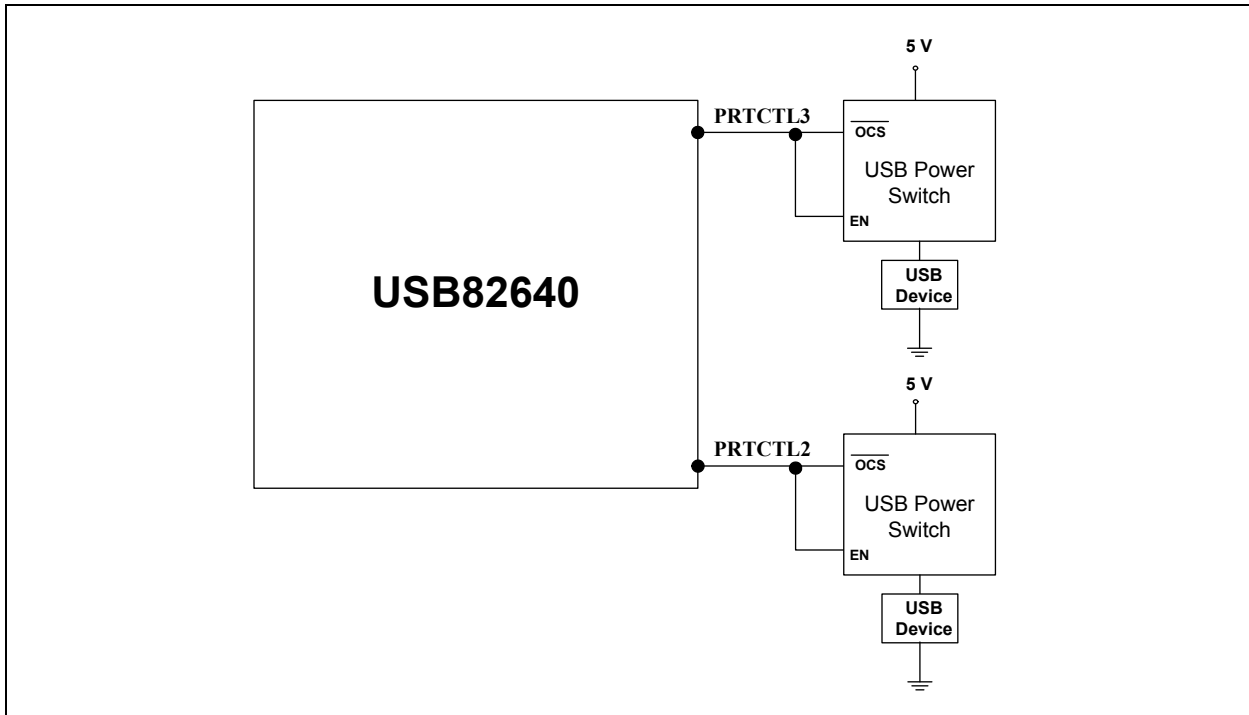 5 V
PRTCTL3
OCS
USB Power
Switch
EN
USB
Device
USB82640
5 V
PRTCTL2
OCS
USB Power
Switch
EN
USB
Device